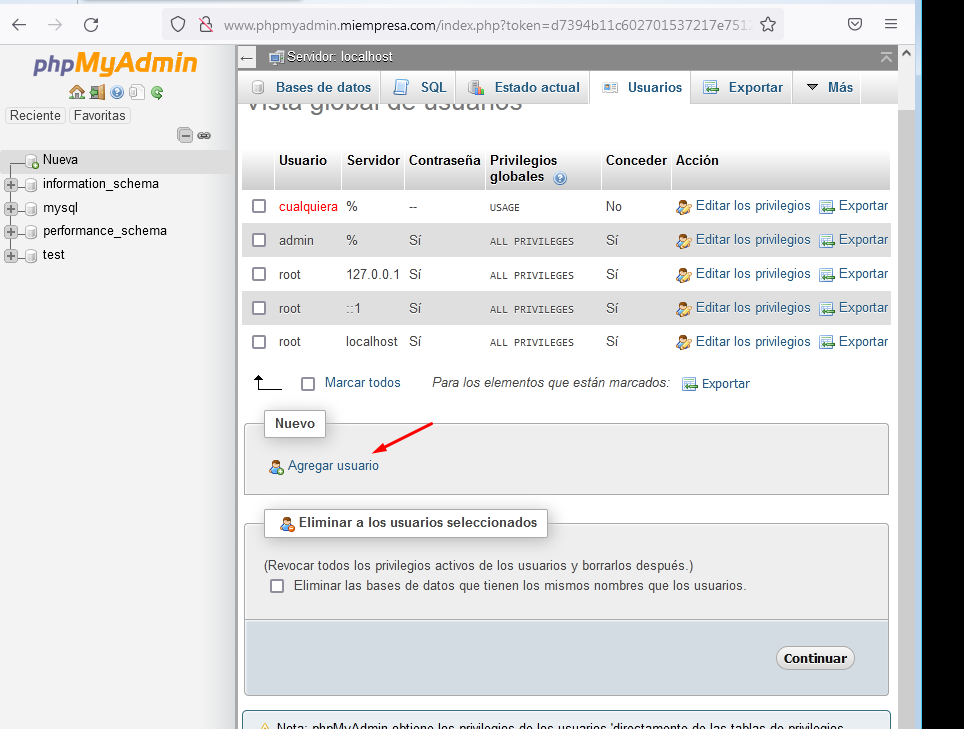 www.phpmyadmin.miempresa.com/index.php?token=d7394b11c602701537217e751
phpMyAdmin
Reciente Favoritas
Nueva
information_schema
mysql
performance_schema
test
Servidor: localhost
Bases de datos SQL Estado actual Usuarios Exportar Más
Vista global de usuarios
Usuario Servidor Contraseña Privilegios globales Conceder Acción
cualquiera % -- USAGE No Editar los privilegios Exportar
admin % Sí ALL PRIVILEGES Sí Editar los privilegios Exportar
root 127.0.0.1 Sí ALL PRIVILEGES Sí Editar los privilegios Exportar
root ::1 Sí ALL PRIVILEGES Sí Editar los privilegios Exportar
root localhost Sí ALL PRIVILEGES Sí Editar los privilegios Exportar
Marcar todos Para los elementos que están marcados: Exportar
Nuevo
Agregar usuario
Eliminar a los usuarios seleccionados
(Revocar todos los privilegios activos de los usuarios y borrarlos después.)
Eliminar las bases de datos que tienen los mismos nombres que los usuarios.
Continuar
Nota: phpMyAdmin obtiene los privilegios de los usuarios 'directamente de las tablas de privilegios